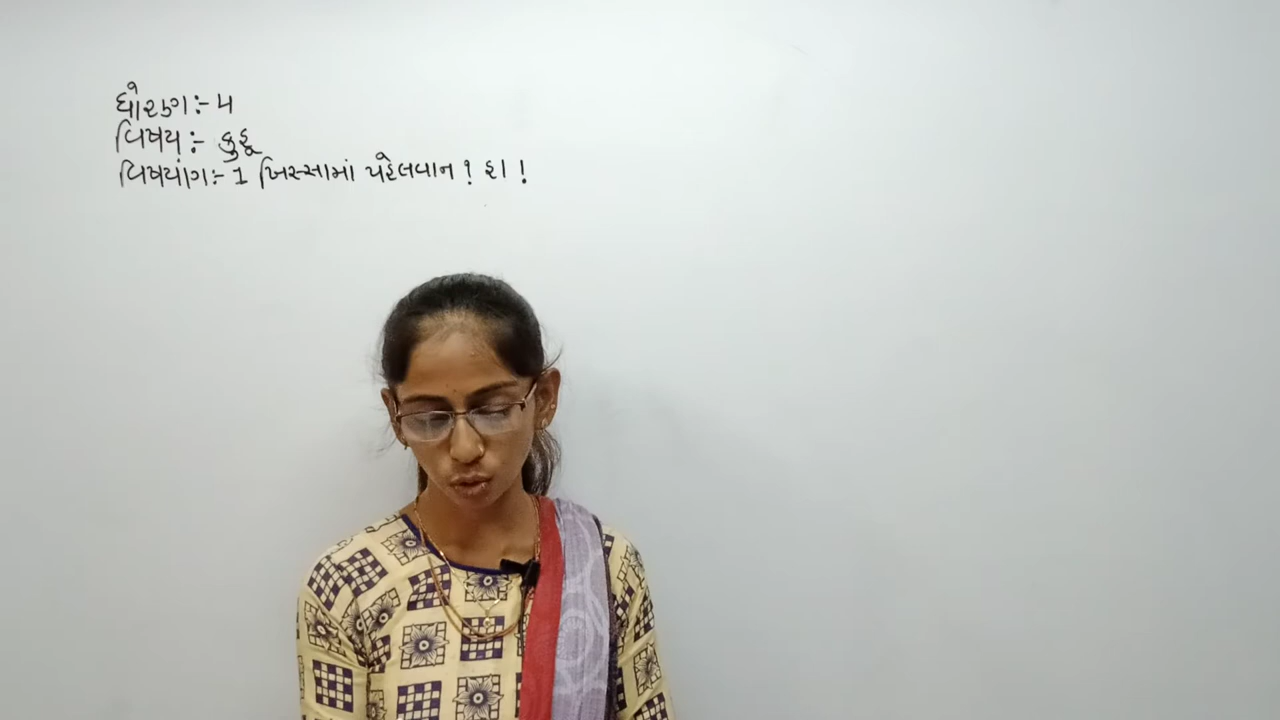 ધોરણ:- ૫
વિષય :- કુહૂ
વિષયાંગ:- 1 ખિસ્સામાં પહેલવાન ? હા !